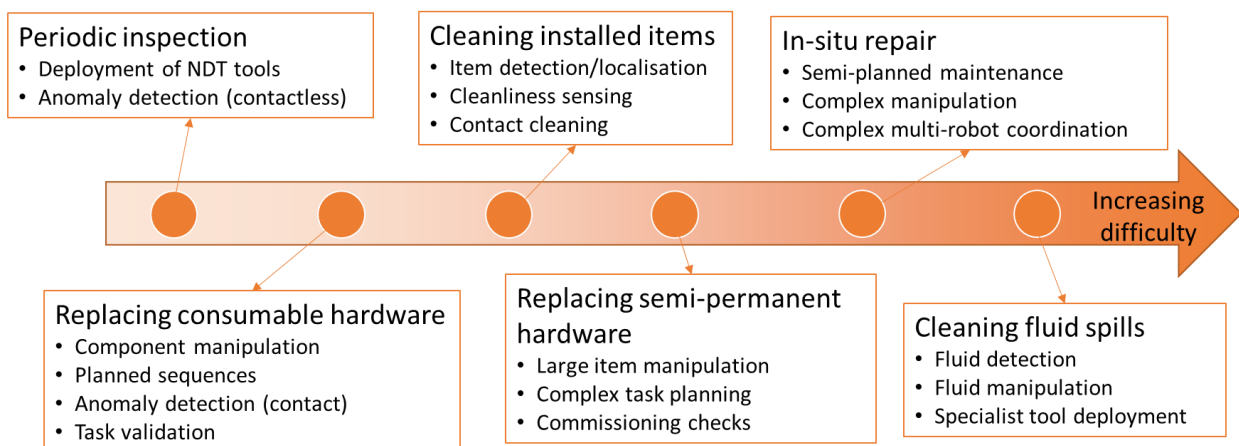 Periodic inspection
• Deployment of NDT tools
• Anomaly detection (contactless)
Cleaning installed items
• Item detection/localisation
• Cleanliness sensing
• Contact cleaning
In-situ repair
• Semi-planned maintenance
• Complex manipulation
• Complex multi-robot coordination
Increasing
difficulty
Replacing consumable hardware
• Component manipulation
• Planned sequences
• Anomaly detection (contact)
• Task validation
Replacing semi-permanent
hardware
• Large item manipulation
• Complex task planning
• Commissioning checks
Cleaning fluid spills
• Fluid detection
• Fluid manipulation
• Specialist tool deployment